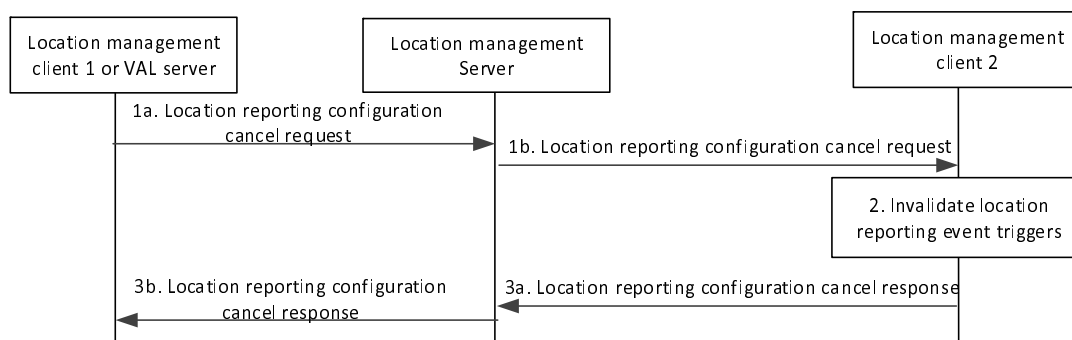 Location management
client 1 or VAL server
Location management
Server
Location management
client 2
1a. Location reporting configuration
cancel request
1b. Location reporting configuration cancel request
2. Invalidate location
reporting event triggers
3a. Location reporting configuration cancel response
3b. Location reporting configuration
cancel response